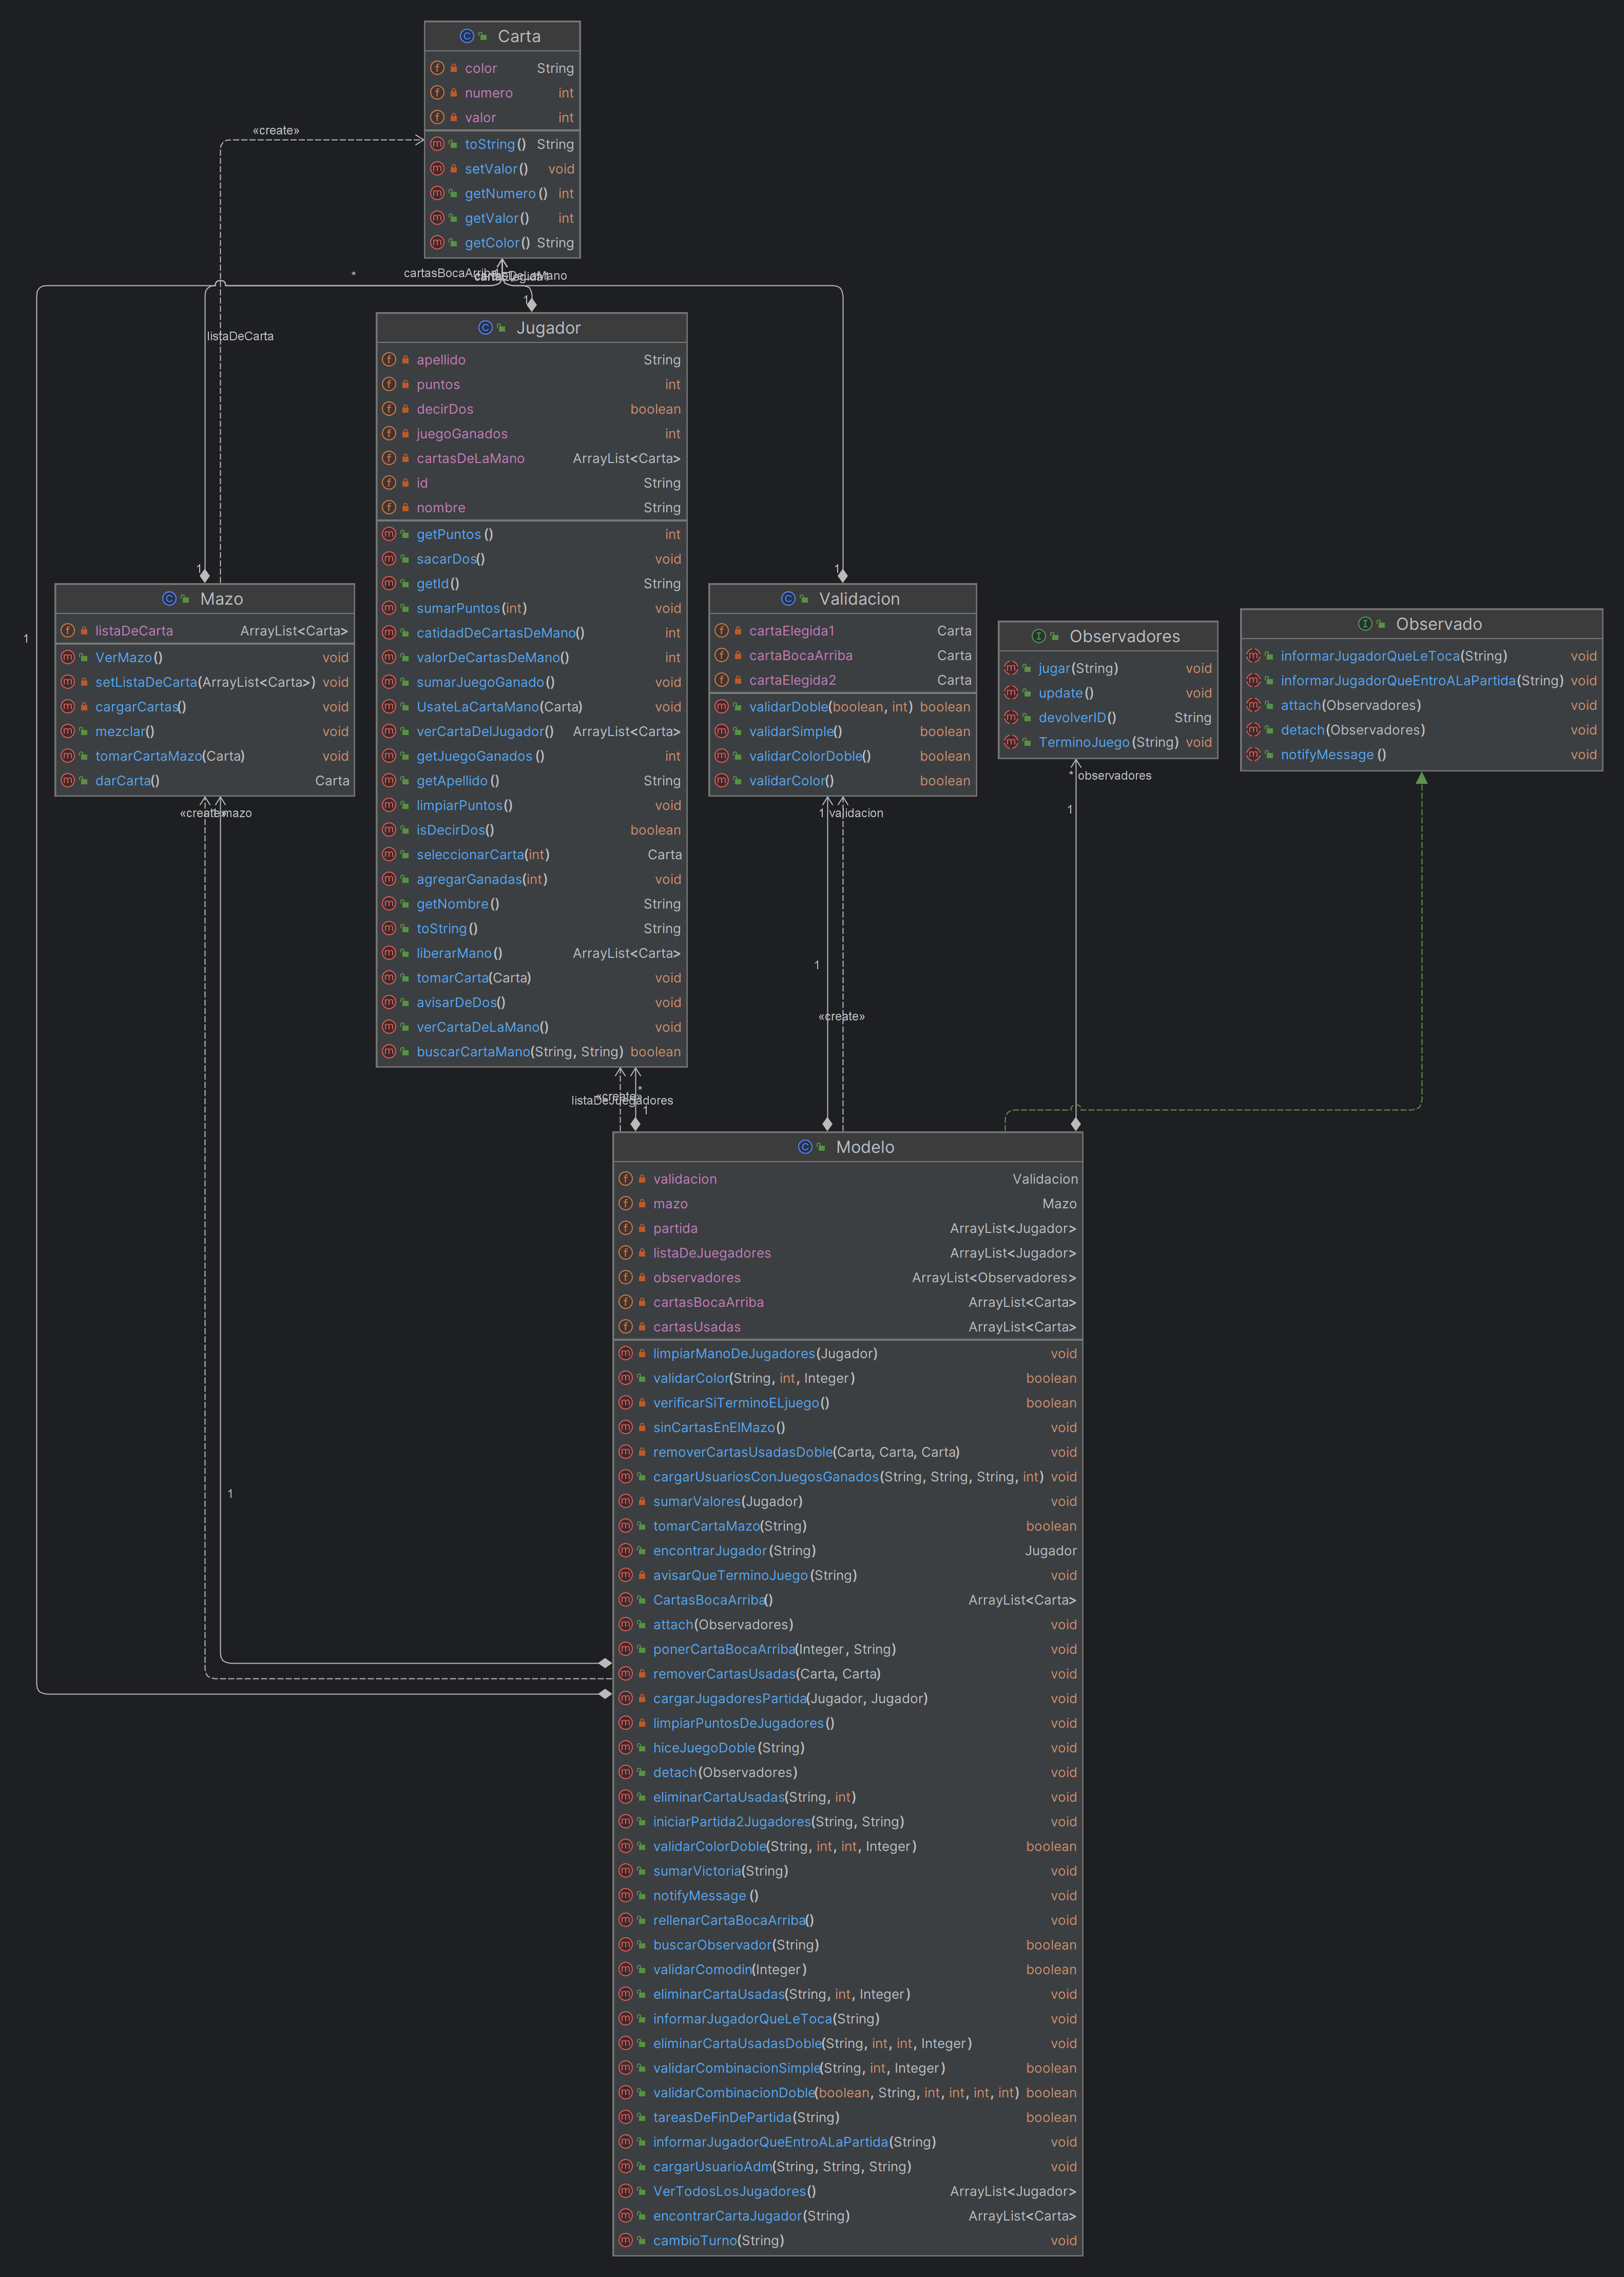 Carta
color String
numero int
valor int
«create»
toString() String
setValor() void
getNumero() int
getValor() int
getColor() String
*
cartasBocaArriba
1
Jugador
listaDeCarta
apellido String
puntos int
decirDos boolean
juegoGanados int
cartasDeLaMano ArrayList<Carta>
id String
nombre String
getPuntos() int
sacarDos() void
getId() String
sumarPuntos(int) void
catidadDeCartasDeMano() int
valorDeCartasDeMano() int
sumarJuegoGanado() void
UsateLaCartaMano(Carta) void
verCartaDelJugador() ArrayList<Carta>
getJuegoGanados() int
getApellido() String
limpiarPuntos() void
isDecirDos() boolean
seleccionarCarta(int) Carta
agregarGanadas(int) void
getNombre() String
toString() String
liberarMano() ArrayList<Carta>
tomarCarta(Carta) void
avisarDeDos() void
verCartaDeLaMano() void
buscarCartaMano(String, String) boolean
1
1
Mazo
listaDeCarta ArrayList<Carta>
VerMazo() void
setListaDeCarta(ArrayList<Carta>) void
cargarCartas() void
mezclar() void
tomarCartaMazo(Carta) void
darCarta() Carta
«create»
mazo
1
Validacion
cartaElegida1 Carta
cartaBocaArriba Carta
cartaElegida2 Carta
validarDoble(boolean, int) boolean
validarSimple() boolean
validarColorDoble() boolean
validarColor() boolean
1 validacion
Observadores
jugar(String) void
update() void
devolverID() String
TerminoJuego(String) void
* observadores
1
Observado
informarJugadorQueLeToca(String) void
informarJugadorQueEntroALaPartida(String) void
attach(Observadores) void
detach(Observadores) void
notifyMessage() void
1
«create»
«create»
*
listaDeJuegadores
1
1
Modelo
validacion Validacion
mazo Mazo
partida ArrayList<Jugador>
listaDeJuegadores ArrayList<Jugador>
observadores ArrayList<Observadores>
cartasBocaArriba ArrayList<Carta>
cartasUsadas ArrayList<Carta>
limpiarManoDeJugadores(Jugador) void
validarColor(String, int, Integer) boolean
verificarSiTerminoELjuego() boolean
sinCartasEnElMazo() void
removerCartasUsadasDoble(Carta, Carta, Carta) void
cargarUsuariosConJuegosGanados(String, String, String, int) void
sumarValores(Jugador) void
tomarCartaMazo(String) boolean
encontrarJugador(String) Jugador
avisarQueTerminoJuego(String) void
CartasBocaArriba() ArrayList<Carta>
attach(Observadores) void
ponerCartaBocaArriba(Integer, String) void
removerCartasUsadas(Carta, Carta) void
cargarJugadoresPartida(Jugador, Jugador) void
limpiarPuntosDeJugadores() void
hiceJuegoDoble(String) void
detach(Observadores) void
eliminarCartaUsadas(String, int) void
iniciarPartida2Jugadores(String, String) void
validarColorDoble(String, int, int, Integer) boolean
sumarVictoria(String) void
notifyMessage() void
rellenarCartaBocaArriba() void
buscarObservador(String) boolean
validarComodin(Integer) boolean
eliminarCartaUsadas(String, int, Integer) void
informarJugadorQueLeToca(String) void
eliminarCartaUsadasDoble(String, int, int, Integer) void
validarCombinacionSimple(String, int, Integer) boolean
validarCombinacionDoble(boolean, String, int, int, int, int) boolean
tareasDeFinDePartida(String) boolean
informarJugadorQueEntroALaPartida(String) void
cargarUsuarioAdm(String, String, String) void
VerTodosLosJugadores() ArrayList<Jugador>
encontrarCartaJugador(String) ArrayList<Carta>
cambioTurno(String) void